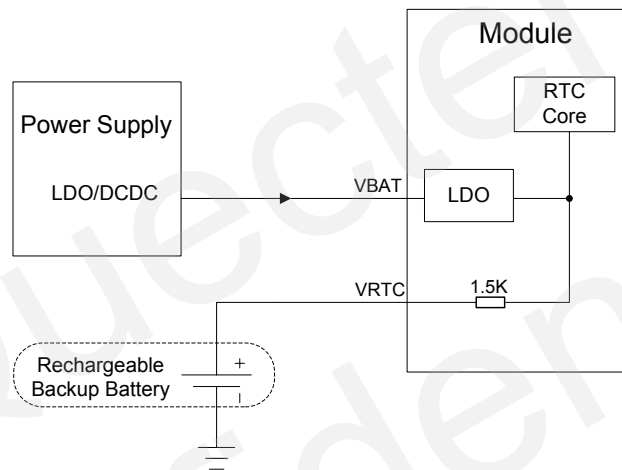 Module
RTC
Core
Power Supply
LDO/DCDC
VBAT
LDO
VRTC
1.5K
Rechargeable
Backup Battery
+
-